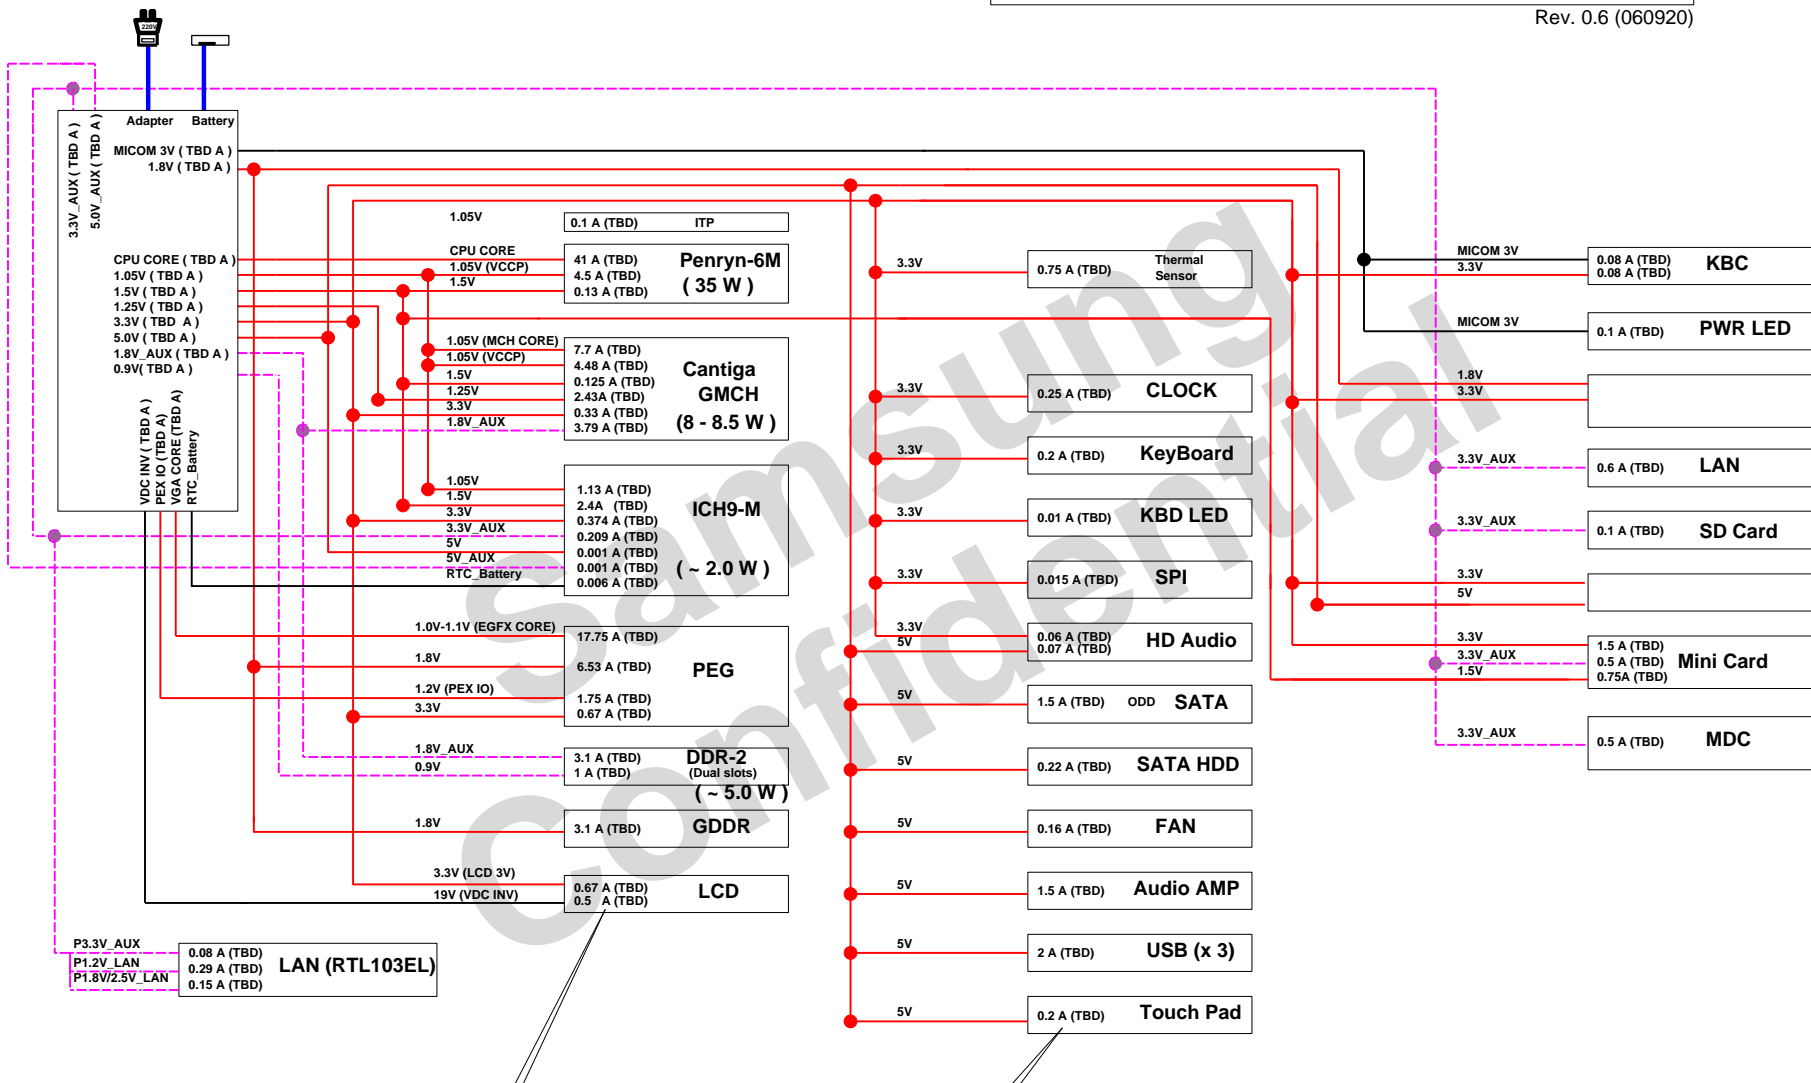 Rev. 0.6 (060920)
220V
Adapter
Battery
3.3V_AUX ( TBD A )
5.0V_AUX ( TBD A )
MICOM 3V ( TBD A )
1.8V ( TBD A )
CPU CORE ( TBD A )
1.05V ( TBD A )
1.5V ( TBD A )
1.25V ( TBD A )
3.3V ( TBD A )
5.0V ( TBD A )
1.8V_AUX ( TBD A )
0.9V( TBD A )
VDC INV ( TBD A )
PEX IO (TBD A)
VGA CORE (TBD A)
RTC_Battery
1.05V
0.1 A (TBD)
ITP
CPU CORE
1.05V (VCCP)
1.5V
41 A (TBD)
4.5 A (TBD)
0.13 A (TBD)
Penryn-6M
( 35 W )
1.05V (MCH CORE)
1.05V (VCCP)
1.5V
1.25V
3.3V
1.8V_AUX
7.7 A (TBD)
4.48 A (TBD)
0.125 A (TBD)
2.43A (TBD)
0.33 A (TBD)
3.79 A (TBD)
Cantiga
GMCH
(8 - 8.5 W )
1.05V
1.5V
3.3V
3.3V_AUX
5V
5V_AUX
RTC_Battery
1.13 A (TBD)
2.4A (TBD)
0.374 A (TBD)
0.209 A (TBD)
0.001 A (TBD)
0.001 A (TBD)
0.006 A (TBD)
ICH9-M
( ~ 2.0 W )
1.0V-1.1V (EGFX CORE)
1.8V
1.2V (PEX IO)
3.3V
17.75 A (TBD)
6.53 A (TBD)
1.75 A (TBD)
0.67 A (TBD)
PEG
1.8V_AUX
0.9V
3.1 A (TBD)
1 A (TBD)
DDR-2
(Dual slots)
( ~ 5.0 W )
1.8V
3.1 A (TBD)
GDDR
3.3V (LCD 3V)
19V (VDC INV)
0.67 A (TBD)
0.5 A (TBD)
LCD
P3.3V_AUX
P1.2V_LAN
P1.8V/2.5V_LAN
0.08 A (TBD)
0.29 A (TBD)
0.15 A (TBD)
LAN (RTL103EL)
3.3V
0.75 A (TBD)
Thermal
Sensor
3.3V
0.25 A (TBD)
CLOCK
3.3V
0.2 A (TBD)
KeyBoard
3.3V
0.01 A (TBD)
KBD LED
3.3V
0.015 A (TBD)
SPI
3.3V
5V
0.06 A (TBD)
0.07 A (TBD)
HD Audio
5V
1.5 A (TBD)
ODD
SATA
5V
0.22 A (TBD)
SATA HDD
5V
0.16 A (TBD)
FAN
5V
1.5 A (TBD)
Audio AMP
5V
2 A (TBD)
USB (x 3)
5V
0.2 A (TBD)
Touch Pad
MICOM 3V
3.3V
0.08 A (TBD)
0.08 A (TBD)
KBC
MICOM 3V
0.1 A (TBD)
PWR LED
1.8V
3.3V
3.3V_AUX
0.6 A (TBD)
LAN
3.3V_AUX
0.1 A (TBD)
SD Card
3.3V
5V
3.3V
3.3V_AUX
1.5V
1.5 A (TBD)
0.5 A (TBD)
0.75A (TBD)
Mini Card
3.3V_AUX
0.5 A (TBD)
MDC
Samsung
Confidential